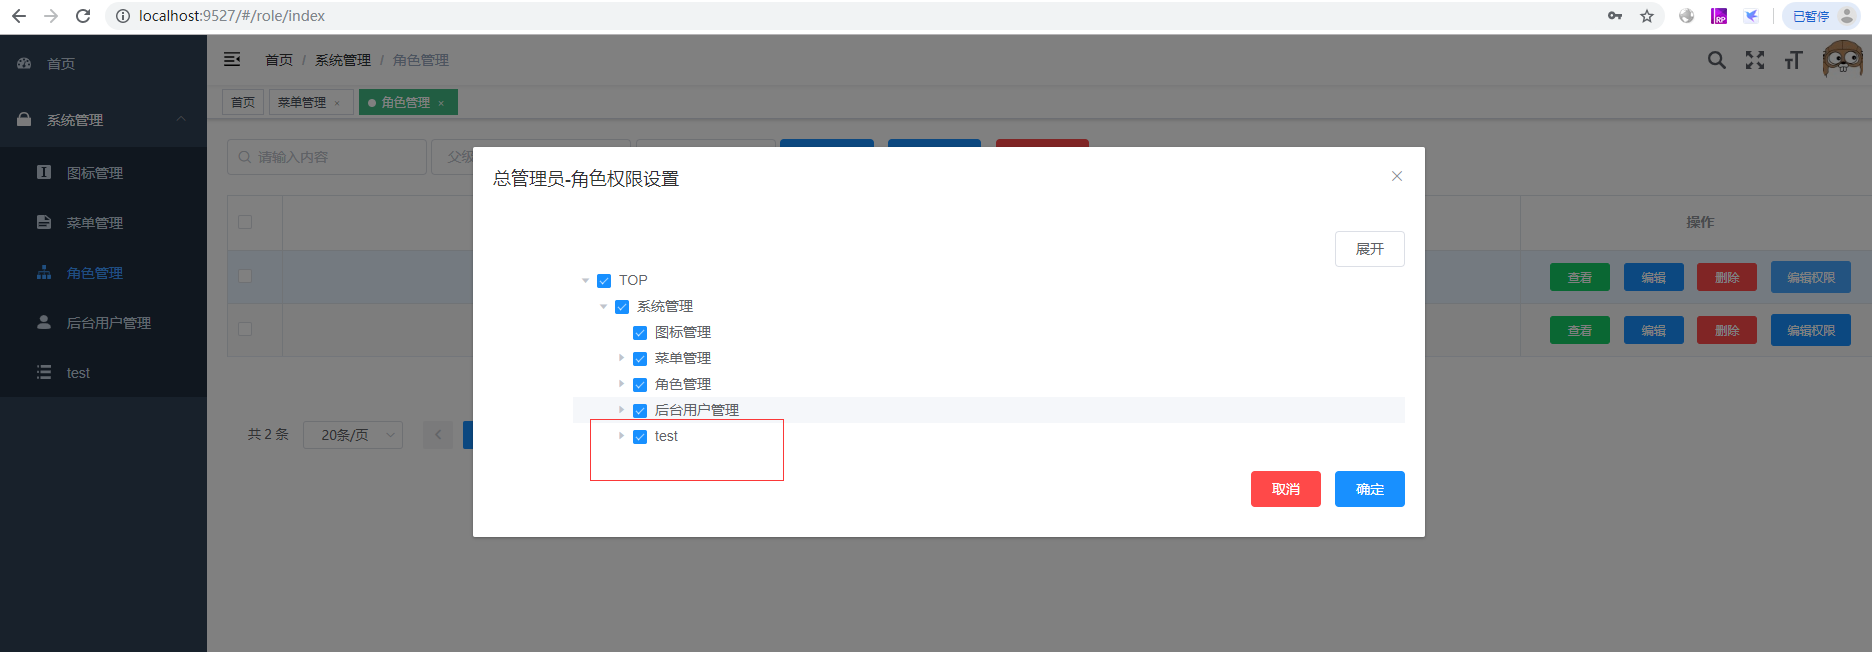 localhost:9527/#/role/index
RP
已暂停
首页
系统管理
图标管理
菜单管理
角色管理
后台用户管理
test
首页 / 系统管理 / 角色管理
首页
菜单管理 ×
角色管理 ×
请输入内容
父级
操作
查看 编辑 删除 编辑权限
查看 编辑 删除 编辑权限
共 2 条
20条/页
总管理员-角色权限设置
展开
TOP
系统管理
图标管理
菜单管理
角色管理
后台用户管理
test
取消
确定